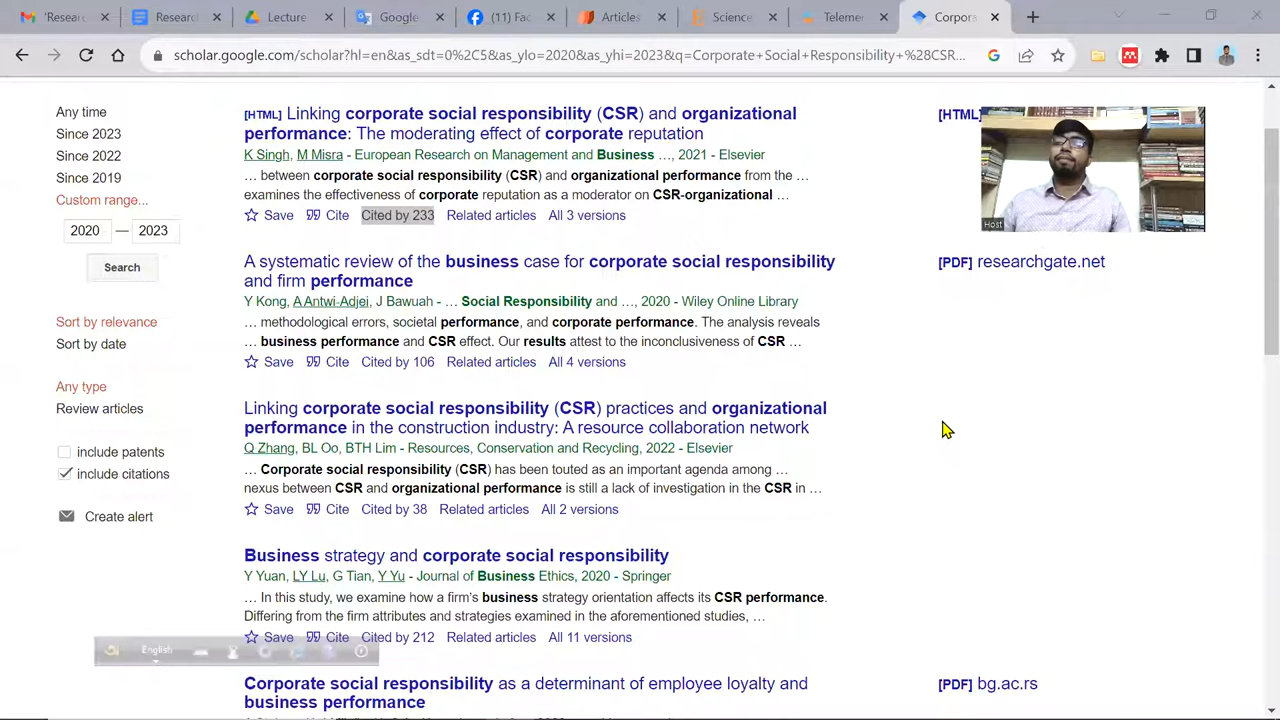 'Resear
Research
Lecture
Google
(11) Fac
Articles
Science
Telemer
Corpora
scholar.google.com/scholar?hl=en&as_sdt=0%2C5&as_ylo=2020&as_yhi=2023&q=Corporate+Social+Responsibility+%28CSR...
Any time
Since 2023
Since 2022
Since 2019
Custom range...
2020 — 2023
Search
Sort by relevance
Sort by date
Any type
Review articles
include patents
include citations
Create alert
[HTML] Linking corporate social responsibility (CSR) and organizational
performance: The moderating effect of corporate reputation
K Singh, M Misra - European Research on Management and Business …, 2021 - Elsevier
… between corporate social responsibility (CSR) and organizational performance from the …
examines the effectiveness of corporate reputation as a moderator on CSR-organizational …
Save Cite Cited by 233 Related articles All 3 versions
[HTML]
Host
A systematic review of the business case for corporate social responsibility
and firm performance
Y Kong, A Antwi-Adjei, J Bawuah - … Social Responsibility and …, 2020 - Wiley Online Library
… methodological errors, societal performance, and corporate performance. The analysis reveals
… business performance and CSR effect. Our results attest to the inconclusiveness of CSR …
Save Cite Cited by 106 Related articles All 4 versions
[PDF] researchgate.net
Linking corporate social responsibility (CSR) practices and organizational
performance in the construction industry: A resource collaboration network
Q Zhang, BL Oo, BTH Lim - Resources, Conservation and Recycling, 2022 - Elsevier
… Corporate social responsibility (CSR) has been touted as an important agenda among …
nexus between CSR and organizational performance is still a lack of investigation in the CSR in …
Save Cite Cited by 38 Related articles All 2 versions
Business strategy and corporate social responsibility
Y Yuan, LY Lu, G Tian, Y Yu - Journal of Business Ethics, 2020 - Springer
… In this study, we examine how a firm's business strategy orientation affects its CSR performance.
Differing from the firm attributes and strategies examined in the aforementioned studies, …
Save Cite Cited by 212 Related articles All 11 versions
English
Corporate social responsibility as a determinant of employee loyalty and
business performance
[PDF] bg.ac.rs